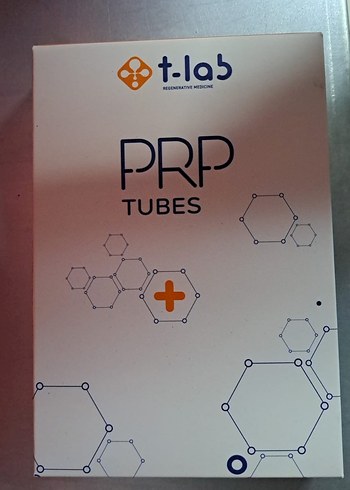 t-lab
REGENERATIVE MEDICINE
PRP
TUBES